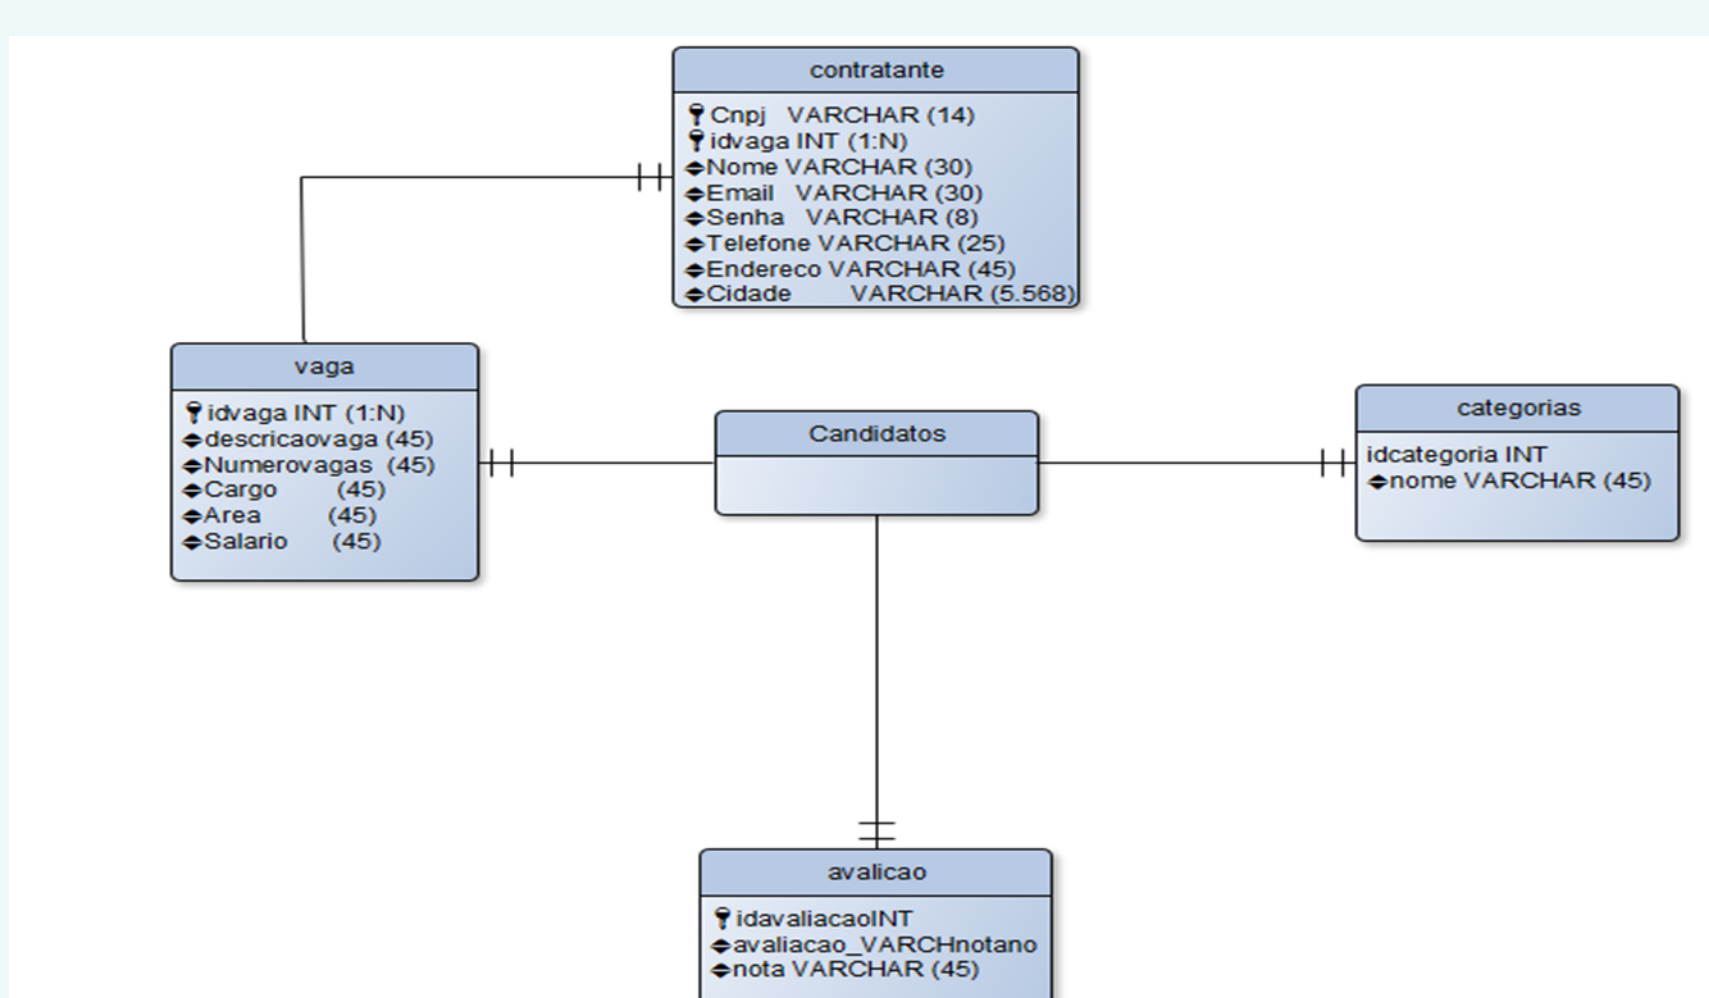 contratante
Cnpj VARCHAR (14)
idvaga INT (1:N)
Nome VARCHAR (30)
Email VARCHAR (30)
Senha VARCHAR (8)
Telefone VARCHAR (25)
Endereco VARCHAR (45)
Cidade VARCHAR (5.568)
vaga
idvaga INT (1:N)
descricaovaga (45)
Numerovagas (45)
Cargo (45)
Area (45)
Salario (45)
Candidatos
categorias
idcategoria INT
nome VARCHAR (45)
avalicao
idavaliacaoINT
avaliacao_VARCHnotano
nota VARCHAR (45)